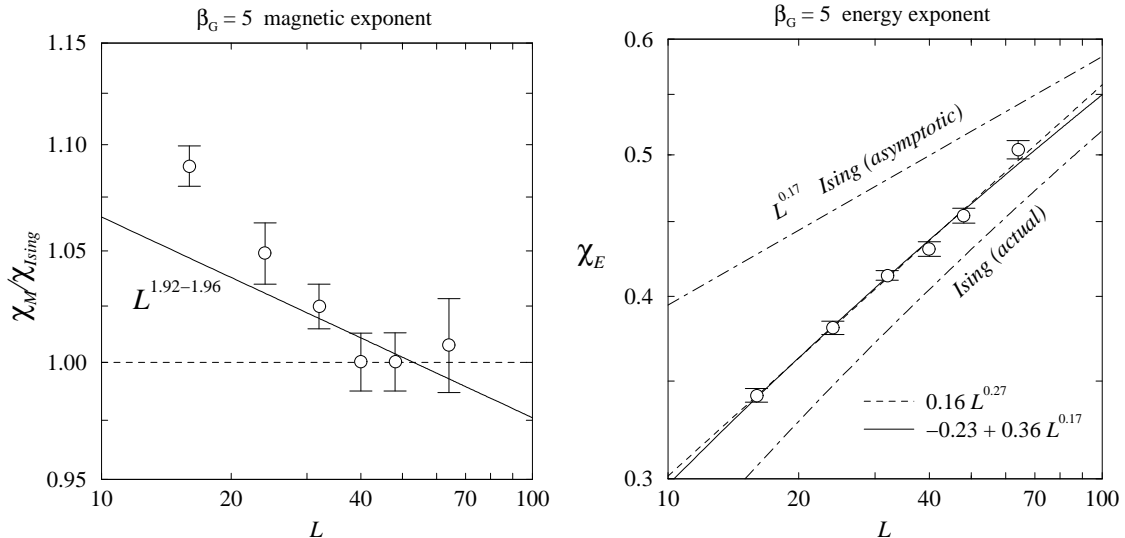 β_G = 5 magnetic exponent
1.15
1.10
1.05
1.00
0.95
χ_M/χ_Ising
L^1.92–1.96
10 20 40 70 100
L
β_G = 5 energy exponent
0.6
0.5
0.4
0.3
χ_E
L^0.17 Ising (asymptotic)
Ising (actual)
0.16 L^0.27
–0.23 + 0.36 L^0.17
10 20 40 70 100
L